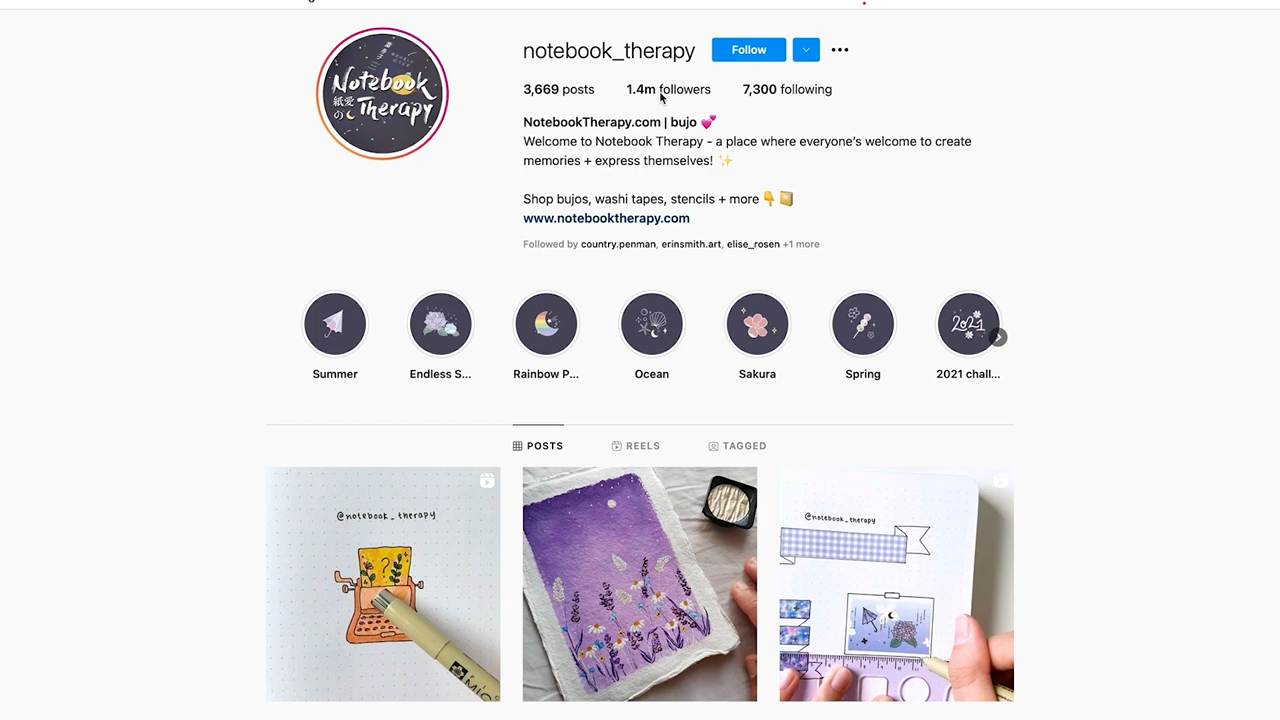 Notebook
Therapy
紙愛
の
notebook_therapy
Follow
3,669 posts
1.4m followers
7,300 following
NotebookTherapy.com | bujo 💕
Welcome to Notebook Therapy - a place where everyone's welcome to create
memories + express themselves! ✨
Shop bujos, washi tapes, stencils + more 👇📔
www.notebooktherapy.com
Followed by country.penman, erinsmith.art, elise_rosen +1 more
2021
Summer
Endless S...
Rainbow P...
Ocean
Sakura
Spring
2021 chall...
POSTS
REELS
TAGGED
@notebook_therapy
?
@notebook_therapy